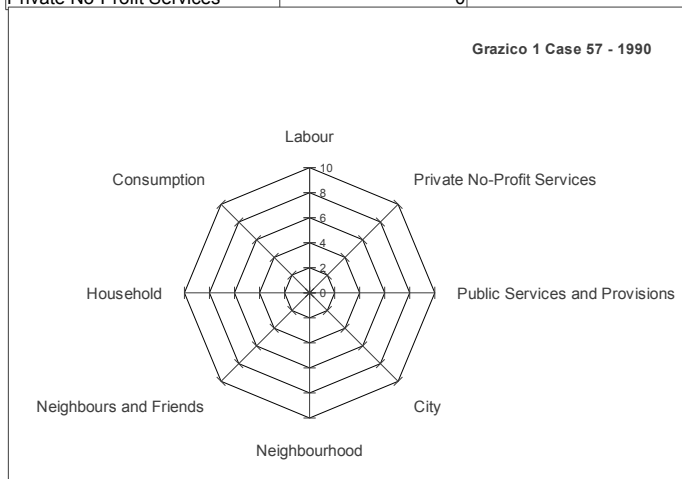 Private No-Profit Services
Grazico 1 Case 57 - 1990
Labour
Consumption
Private No-Profit Services
10
8
6
4
2
0
Household
Public Services and Provisions
Neighbours and Friends
City
Neighbourhood